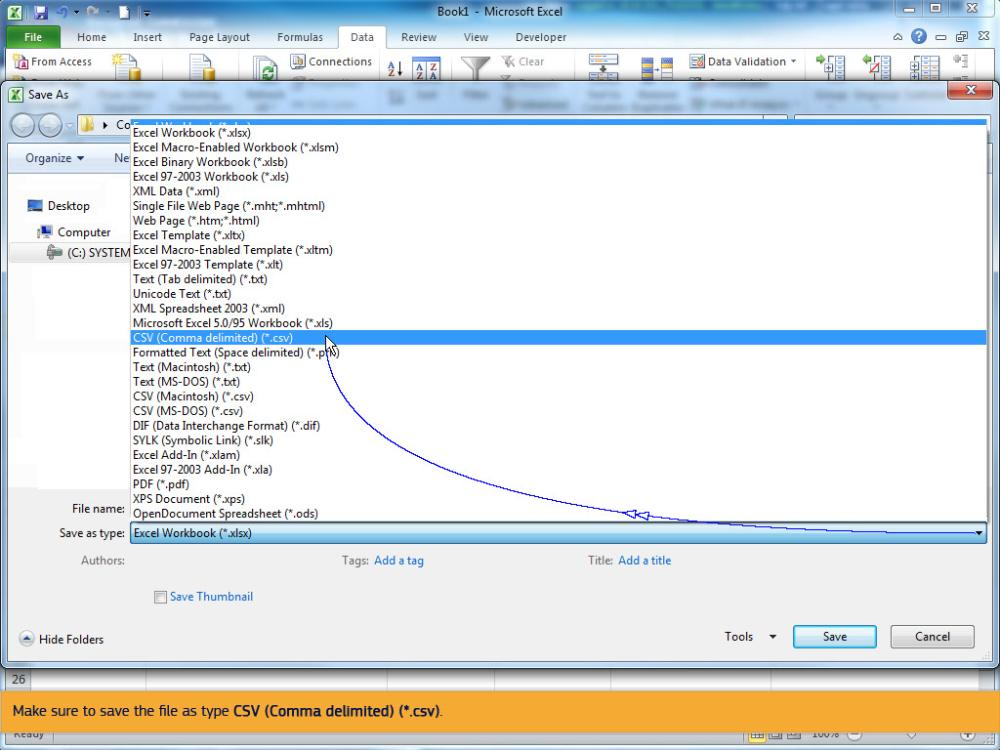 Book1 - Microsoft Excel
File Home Insert Page Layout Formulas Data Review View Developer
From Access Connections Clear Data Validation
Save As
Co
Organize Ne
Desktop
Computer
(C:) SYSTEM
Excel Workbook (*.xlsx)
Excel Macro-Enabled Workbook (*.xlsm)
Excel Binary Workbook (*.xlsb)
Excel 97-2003 Workbook (*.xls)
XML Data (*.xml)
Single File Web Page (*.mht;*.mhtml)
Web Page (*.htm;*.html)
Excel Template (*.xltx)
Excel Macro-Enabled Template (*.xltm)
Excel 97-2003 Template (*.xlt)
Text (Tab delimited) (*.txt)
Unicode Text (*.txt)
XML Spreadsheet 2003 (*.xml)
Microsoft Excel 5.0/95 Workbook (*.xls)
CSV (Comma delimited) (*.csv)
Formatted Text (Space delimited) (*.prn)
Text (Macintosh) (*.txt)
Text (MS-DOS) (*.txt)
CSV (Macintosh) (*.csv)
CSV (MS-DOS) (*.csv)
DIF (Data Interchange Format) (*.dif)
SYLK (Symbolic Link) (*.slk)
Excel Add-In (*.xlam)
Excel 97-2003 Add-In (*.xla)
PDF (*.pdf)
XPS Document (*.xps)
OpenDocument Spreadsheet (*.ods)
File name:
Save as type: Excel Workbook (*.xlsx)
Authors: Tags: Add a tag Title: Add a title
Save Thumbnail
Hide Folders Tools Save Cancel
26
Make sure to save the file as type CSV (Comma delimited) (*.csv).
Ready 100%